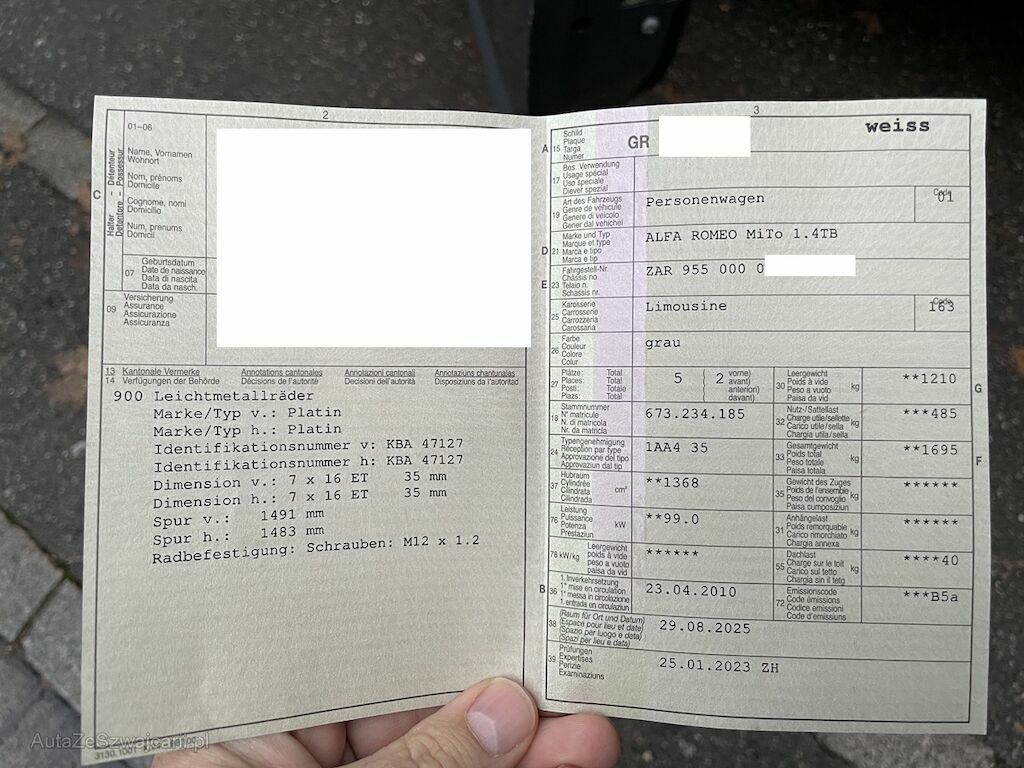 2
01–06
Name, Vornamen
Wohnort
Nom, prénoms
Domicile
Cognome, nomi
Domicilio
Num, prenums
Domicil
C
Halter – Détenteur
Detentore – Possessur
07
Geburtsdatum
Date de naissance
Data di nascita
Data da nasch.
09
Versicherung
Assurance
Assicurazione
Assicuranza
13 Kantonale Vermerke Annotations cantonales Annotazioni cantonali Annotaziuns chantunalas
14 Verfügungen der Behörde Décisions de l'autorité Decisioni dell'autorità Disposiziuns da l'autoritad
900 Leichtmetallräder
Marke/Typ v.: Platin
Marke/Typ h.: Platin
Identifikationsnummer v: KBA 47127
Identifikationsnummer h: KBA 47127
Dimension v.: 7 x 16 ET 35 mm
Dimension h.: 7 x 16 ET 35 mm
Spur v.: 1491 mm
Spur h.: 1483 mm
Radbefestigung: Schrauben: M12 x 1.2
AutaZeSzwajcarii.pl
3
A 15
Schild
Plaque
Targa
Numer
GR
weiss
17
Bes. Verwendung
Usage spécial
Uso speciale
Diever spezial
19
Art des Fahrzeugs
Genre de véhicule
Genere di veicolo
Gener dal vehichel
Personenwagen
Code
01
D 21
Marke und Typ
Marque et type
Marca e tipo
Marca e tip
ALFA ROMEO MiTo 1.4TB
E 23
Fahrgestell-Nr.
Châssis no
Telaio n.
Schassis nr.
ZAR 955 000 0
25
Karosserie
Carrosserie
Carrozzeria
Carossaria
Limousine
Code
163
26
Farbe
Couleur
Colore
Colur
grau
27
Plätze: Total
Places: Total
Posti: Totale
Plazs: Total
5
2
vorne)
avant)
anteriori)
davant)
30
Leergewicht
Poids à vide
Peso a vuoto
Paisa da vid
kg
**1210
G
18
Stammnummer
N° matricule
N. di matricola
Nr. da matricla
673.234.185
32
Nutz-/Sattellast
Charge utile/sellette
Carico utile/sella
Chargia utila/sella
kg
***485
24
Typengenehmigung
Réception par type
Approvazione del tipo
Approvaziun dal tip
1AA4 35
33
Gesamtgewicht
Poids total
Peso totale
Paisa totala
kg
**1695
F
37
Hubraum
Cylindrée
Cilindrata
Cilindrada
cm³
**1368
35
Gewicht des Zuges
Poids de l'ensemble
Peso del convoglio
Paisa cumposiziun
kg
******
76
Leistung
Puissance
Potenza
Prestaziun
kW
**99.0
31
Anhängelast
Poids remorquable
Carico rimorchiato
Chargia annexa
kg
******
78 kW/kg
Leergewicht
poids à vide
peso a vuoto
paisa da vid
******
55
Dachlast
Charge sur le toit
Carico sul tetto
Chargia sin il tetg
kg
****40
B 36
1. Inverkehrsetzung
1re mise en circulation
1a messa in circolazione
1. entrada en circulaziun
23.04.2010
72
Emissionscode
Code émissions
Codice emissioni
Code d'emissiuns
***B5a
38
(Raum für Ort und Datum)
(Espace pour lieu et date)
(Spazio per luogo e data)
(Spazi per lieu e data)
29.08.2025
39
Prüfungen
Expertises
Perizie
Examinaziuns
25.01.2023 ZH